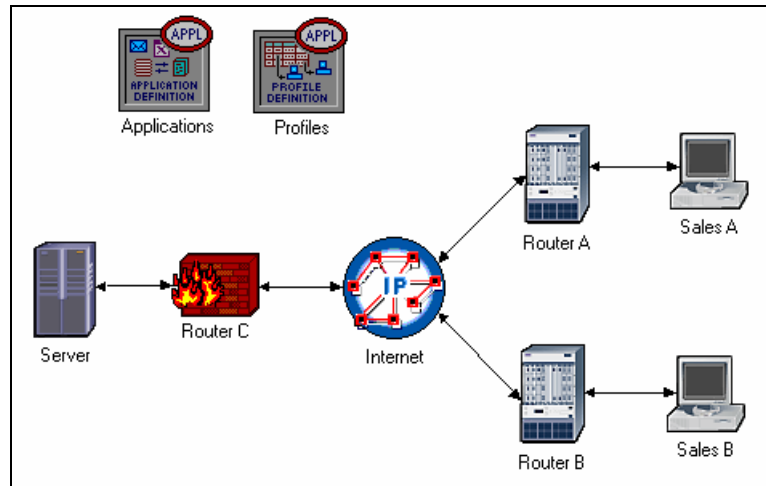 APPL
APPL
APPLICATION
DEFINITION
PROFILE
DEFINITION
Applications
Profiles
Router A
Sales A
IP
Server
Router C
Internet
Router B
Sales B